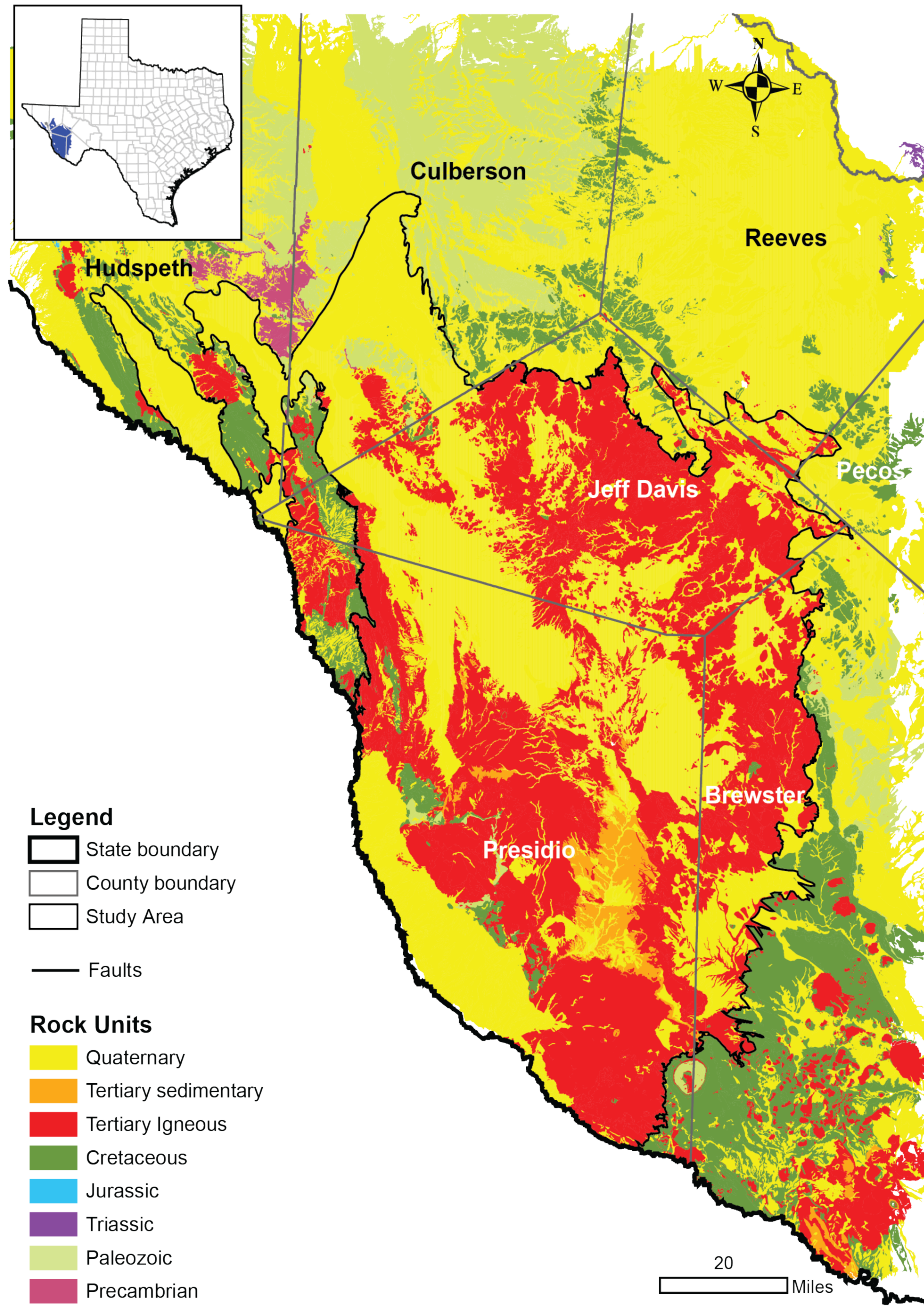 N
W
E
S
Culberson
Reeves
Hudspeth
Jeff Davis
Pecos
Brewster
Presidio
Legend
State boundary
County boundary
Study Area
Faults
Rock Units
Quaternary
Tertiary sedimentary
Tertiary Igneous
Cretaceous
Jurassic
Triassic
Paleozoic
Precambrian
20
Miles